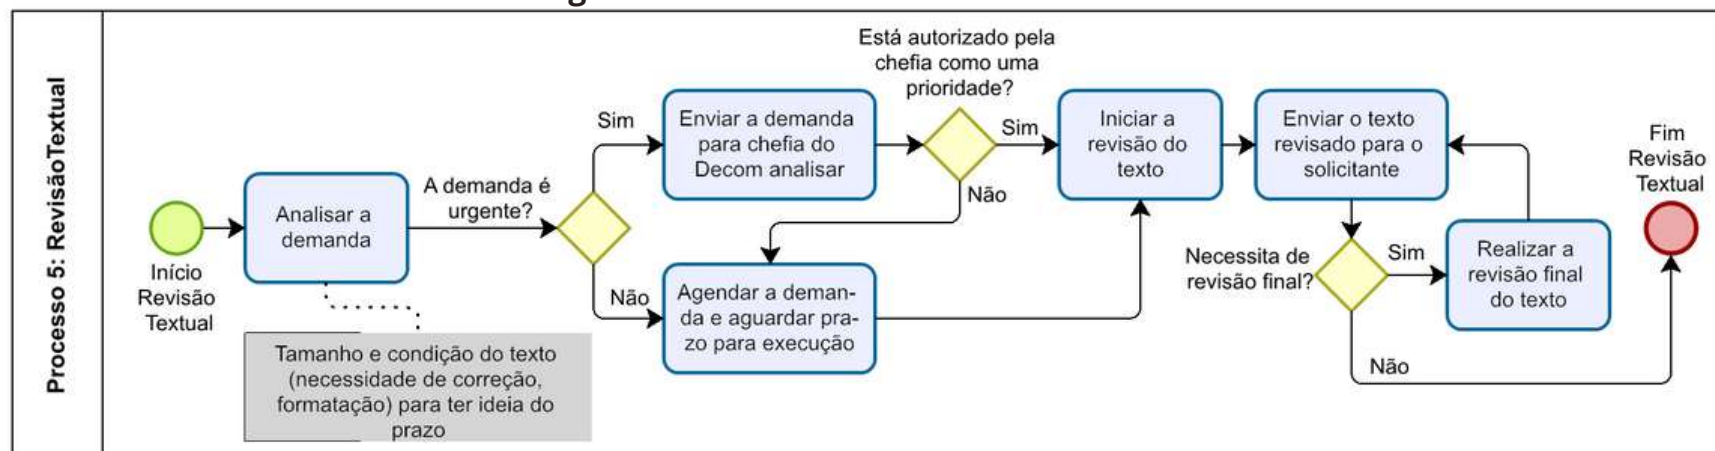 Processo 5: RevisãoTextual
Início
Revisão
Textual
Analisar a
demanda
Tamanho e condição do texto
(necessidade de correção,
formatação) para ter ideia do
prazo
A demanda é
urgente?
Sim
Enviar a demanda
para chefia do
Decom analisar
Não
Agendar a deman-
da e aguardar pra-
zo para execução
Está autorizado pela
chefia como uma
prioridade?
Sim
Não
Iniciar a
revisão do
texto
Enviar o texto
revisado para o
solicitante
Necessita de
revisão final?
Sim
Realizar a
revisão final
do texto
Não
Fim
Revisão
Textual